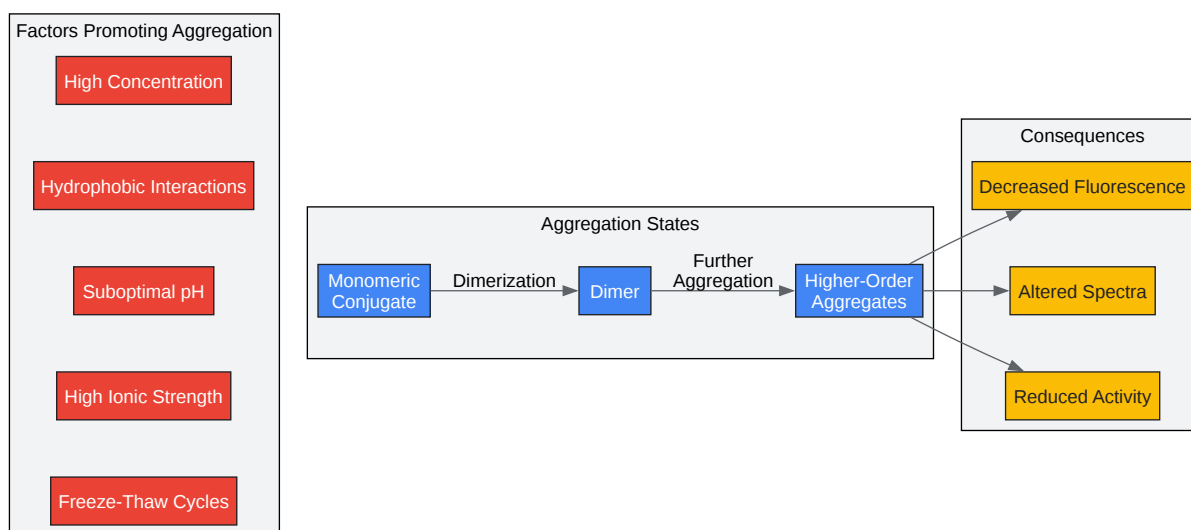 Factors Promoting Aggregation
High Concentration
Hydrophobic Interactions
Suboptimal pH
High Ionic Strength
Freeze-Thaw Cycles
Aggregation States
Monomeric
Conjugate
Dimerization
Dimer
Further
Aggregation
Higher-Order
Aggregates
Consequences
Decreased Fluorescence
Altered Spectra
Reduced Activity